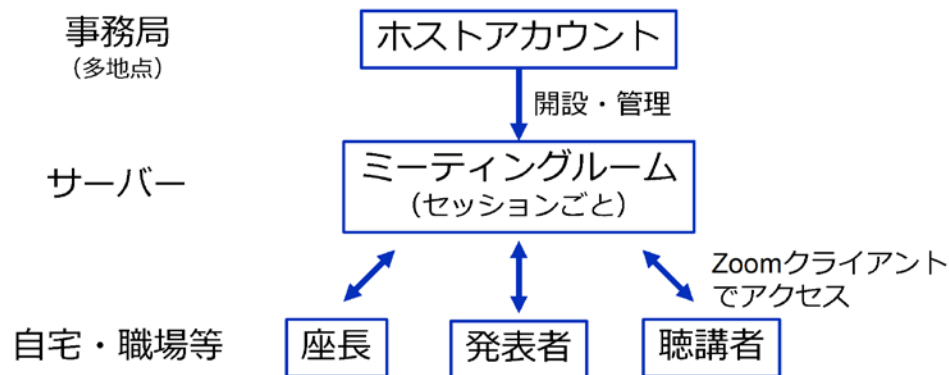 事務局
（多地点）
ホストアカウント
開設・管理
サーバー
ミーティングルーム
（セッションごと）
Zoomクライアント
でアクセス
自宅・職場等
座長
発表者
聴講者